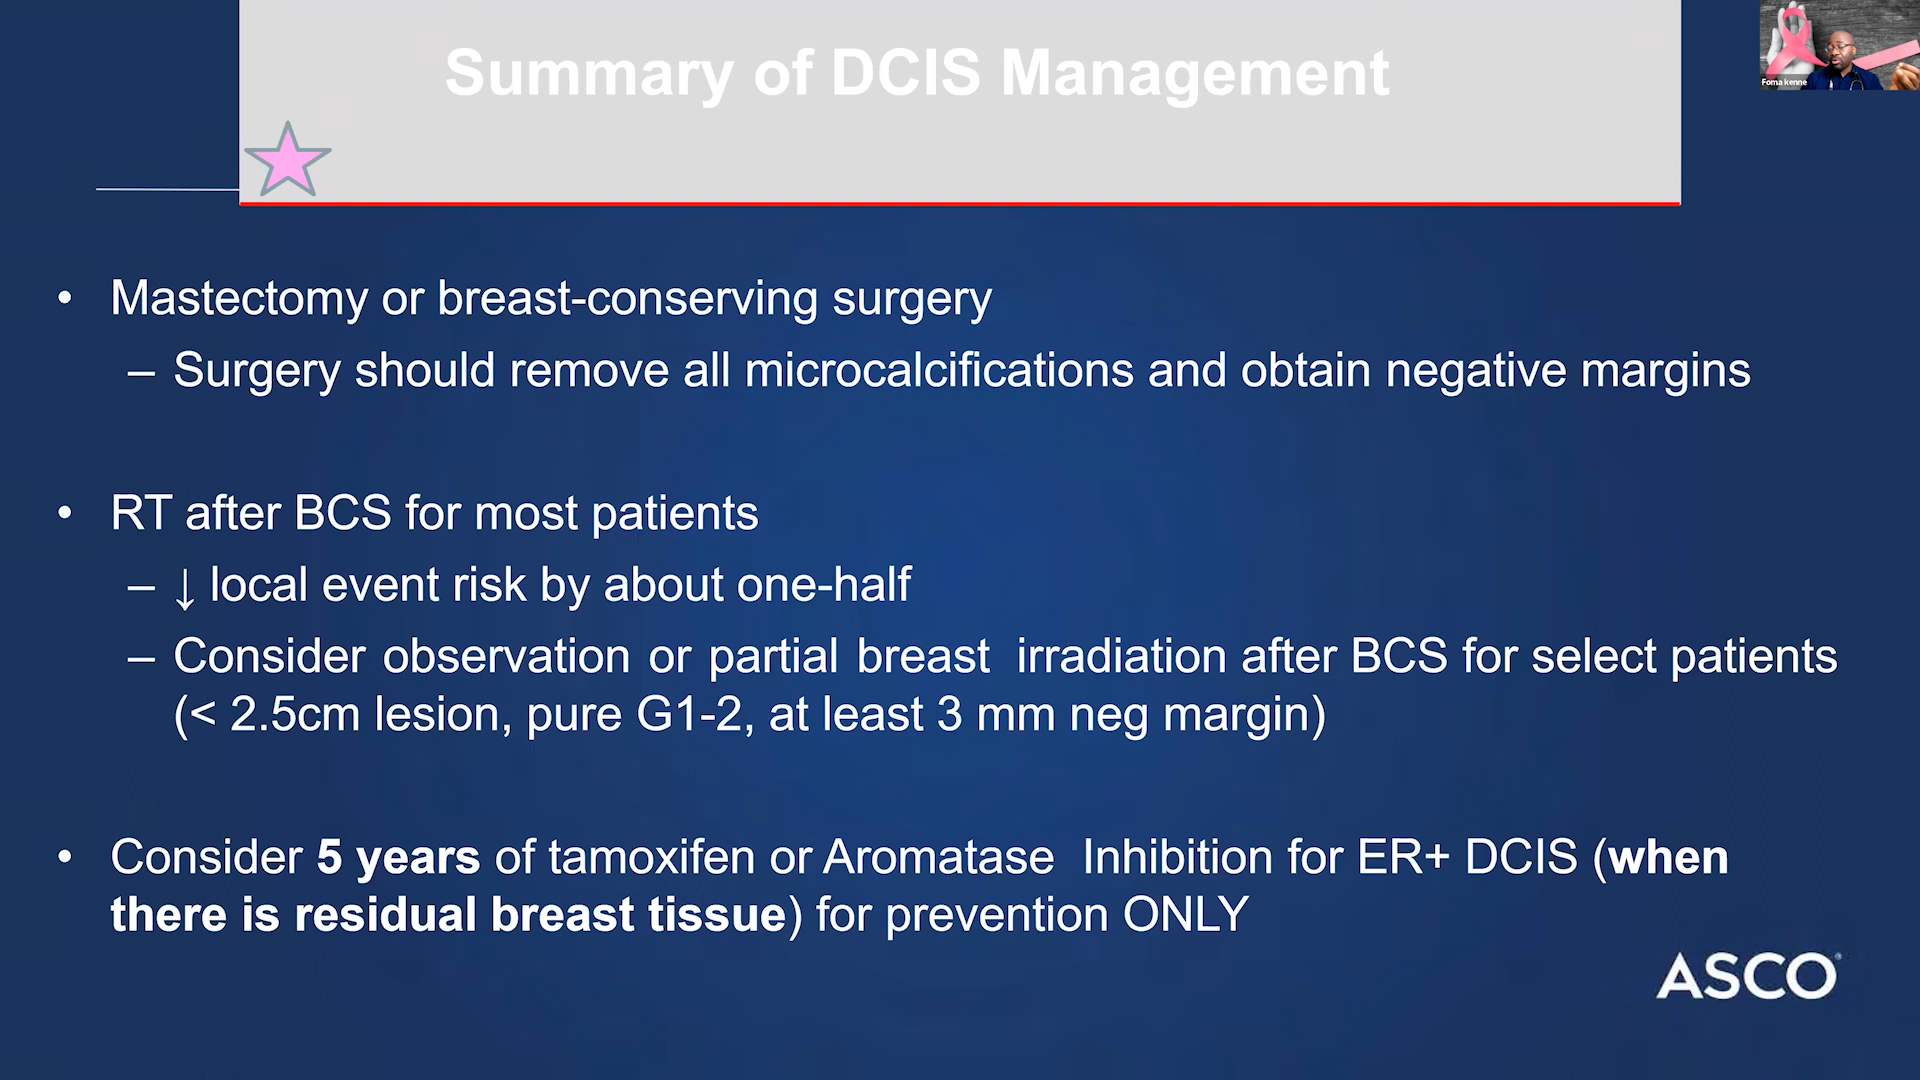 Summary of DCIS Management
Foma kenne
• Mastectomy or breast-conserving surgery
– Surgery should remove all microcalcifications and obtain negative margins
• RT after BCS for most patients
– ↓ local event risk by about one-half
– Consider observation or partial breast irradiation after BCS for select patients
(< 2.5cm lesion, pure G1-2, at least 3 mm neg margin)
• Consider 5 years of tamoxifen or Aromatase Inhibition for ER+ DCIS (when
there is residual breast tissue) for prevention ONLY
ASCO®